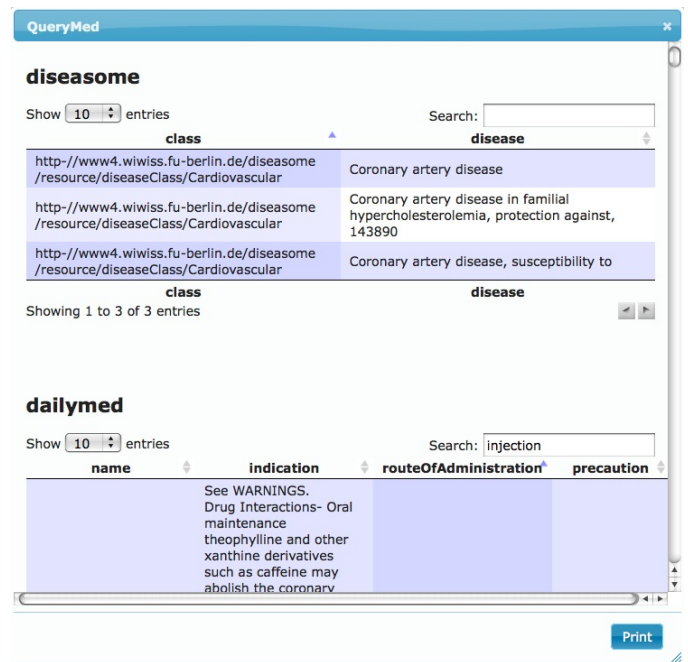 QueryMed ×
diseasome
Show 10 entries Search:
class disease
http-//www4.wiwiss.fu-berlin.de/diseasome
/resource/diseaseClass/Cardiovascular
Coronary artery disease
http-//www4.wiwiss.fu-berlin.de/diseasome
/resource/diseaseClass/Cardiovascular
Coronary artery disease in familial
hypercholesterolemia, protection against,
143890
http-//www4.wiwiss.fu-berlin.de/diseasome
/resource/diseaseClass/Cardiovascular
Coronary artery disease, susceptibility to
class disease
Showing 1 to 3 of 3 entries
dailymed
Show 10 entries Search: injection
name indication routeOfAdministration precaution
See WARNINGS.
Drug Interactions- Oral
maintenance
theophylline and other
xanthine derivatives
such as caffeine may
abolish the coronary
Print